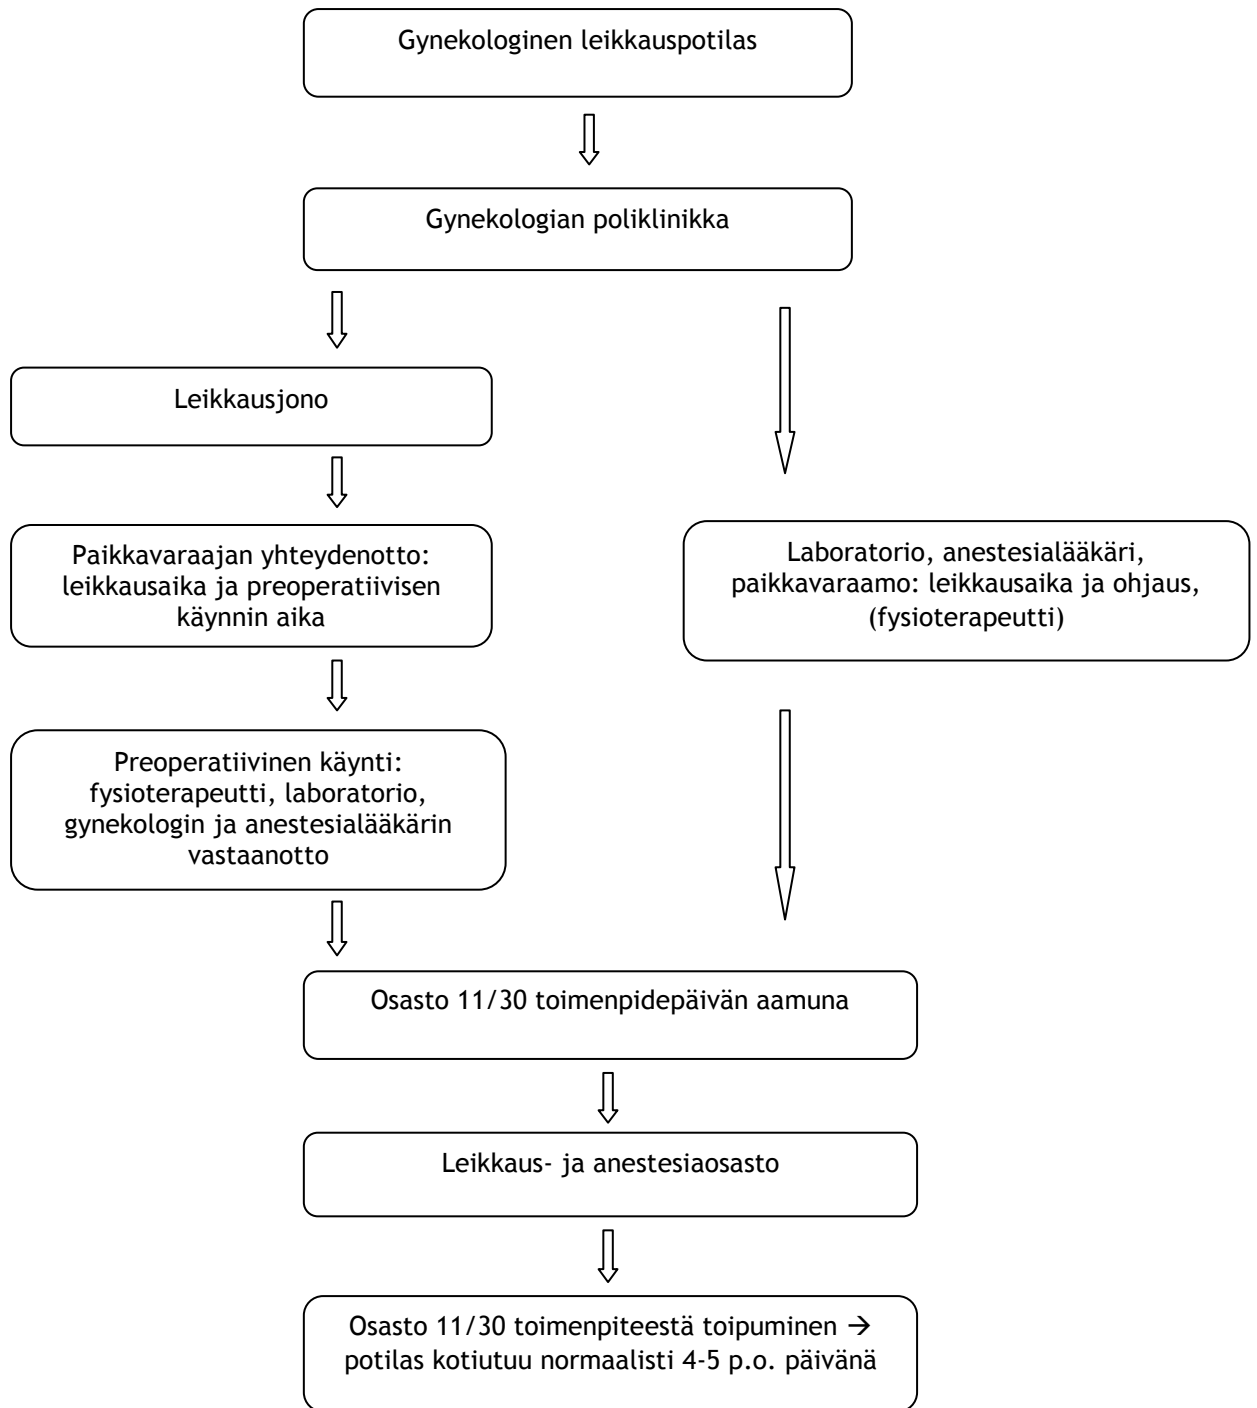 Gynekologinen leikkauspotilas
Gynekologian poliklinikka
Leikkausjono
Paikkavaraajan yhteydenotto:
leikkausaika ja preoperatiivisen
käynnin aika
Laboratorio, anestesialääkäri,
paikkavaraamo: leikkausaika ja ohjaus,
(fysioterapeutti)
Preoperatiivinen käynti:
fysioterapeutti, laboratorio,
gynekologin ja anestesialääkärin
vastaanotto
Osasto 11/30 toimenpidepäivän aamuna
Leikkaus- ja anestesiaosasto
Osasto 11/30 toimenpiteestä toipuminen →
potilas kotiutuu normaalisti 4-5 p.o. päivänä